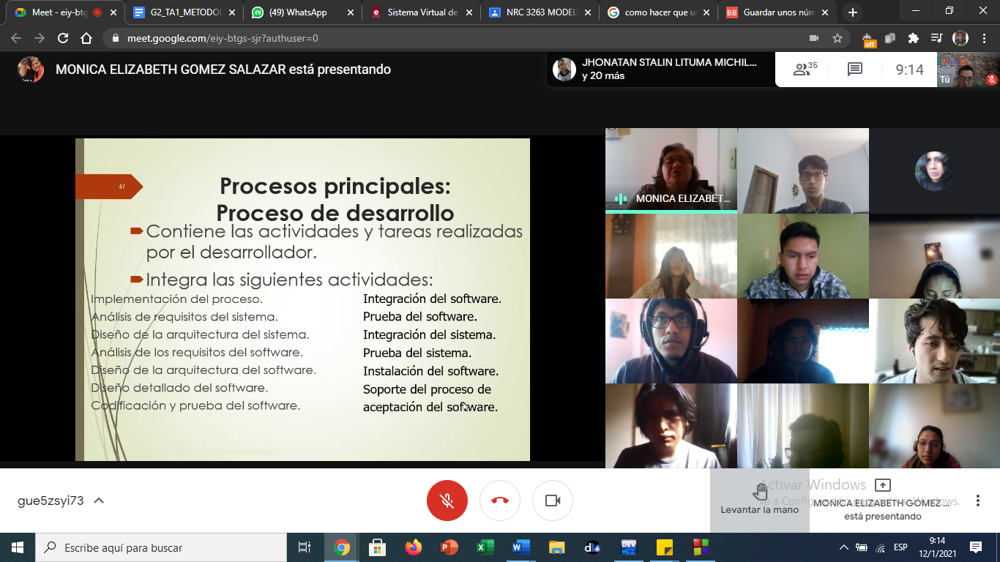 Meet - eiy-btg
G2_TA1_METODOL
(49) WhatsApp
Sistema Virtual de
NRC 3263 MODEL
como hacer que u
Guardar unos núm
meet.google.com/eiy-btgs-sjr?authuser=0
off
MONICA ELIZABETH GOMEZ SALAZAR está presentando
JHONATAN STALIN LITUMA MICHIL...
y 20 más
35
9:14
Tú
47
Procesos principales:
Proceso de desarrollo
Contiene las actividades y tareas realizadas
por el desarrollador.
Integra las siguientes actividades:
Implementación del proceso.
Análisis de requisitos del sistema.
Diseño de la arquitectura del sistema.
Análisis de los requisitos del software.
Diseño de la arquitectura del software.
Diseño detallado del software.
Codificación y prueba del software.
Integración del software.
Prueba del software.
Integración del sistema.
Prueba del sistema.
Instalación del software.
Soporte del proceso de
aceptación del software.
MONICA ELIZABET...
gue5zsyi73
Levantar la mano
Activar Windows
Ve a Configuración para activar Windows.
MONICA ELIZABETH GOMEZ...
está presentando
Escribe aquí para buscar
ESP
9:14
12/1/2021